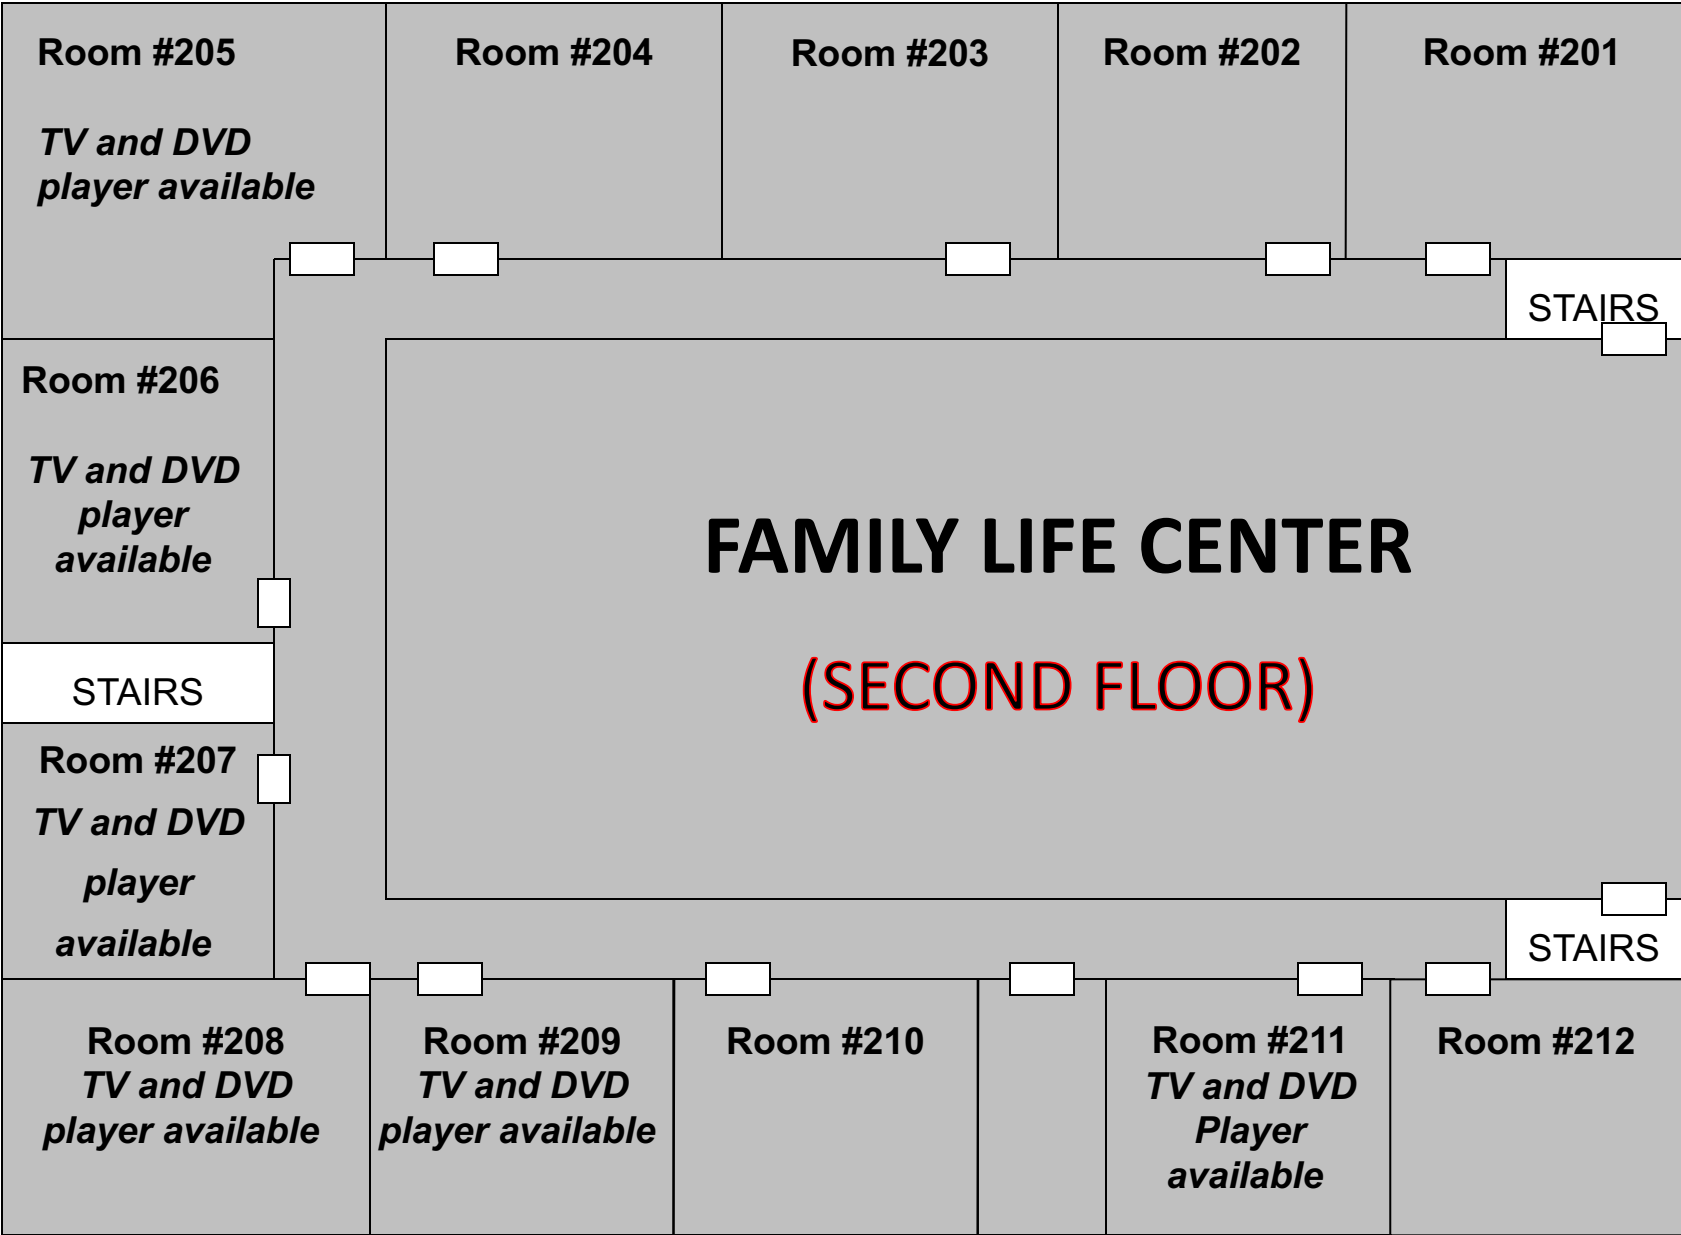 Room #205
TV and DVD
player available
Room #204
Room #203
Room #202
Room #201
STAIRS
Room #206
TV and DVD
player
available
FAMILY LIFE CENTER
(SECOND FLOOR)
STAIRS
Room #207
TV and DVD
player
available
STAIRS
Room #208
TV and DVD
player available
Room #209
TV and DVD
player available
Room #210
Room #211
TV and DVD
Player
available
Room #212